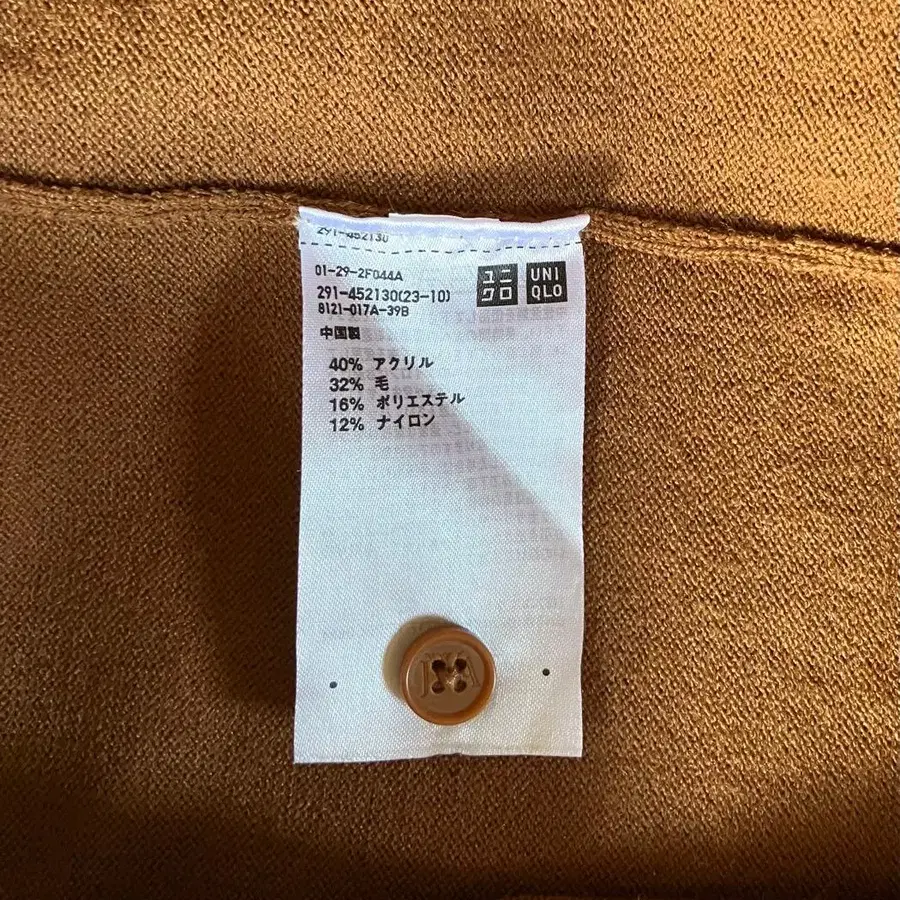 291-452130
01-29-2F044A
291-452130(23-10)
8121-017A-39B
中国製
ユニ
クロ
UNI
QLO
40% アクリル
32% 毛
16% ポリエステル
12% ナイロン